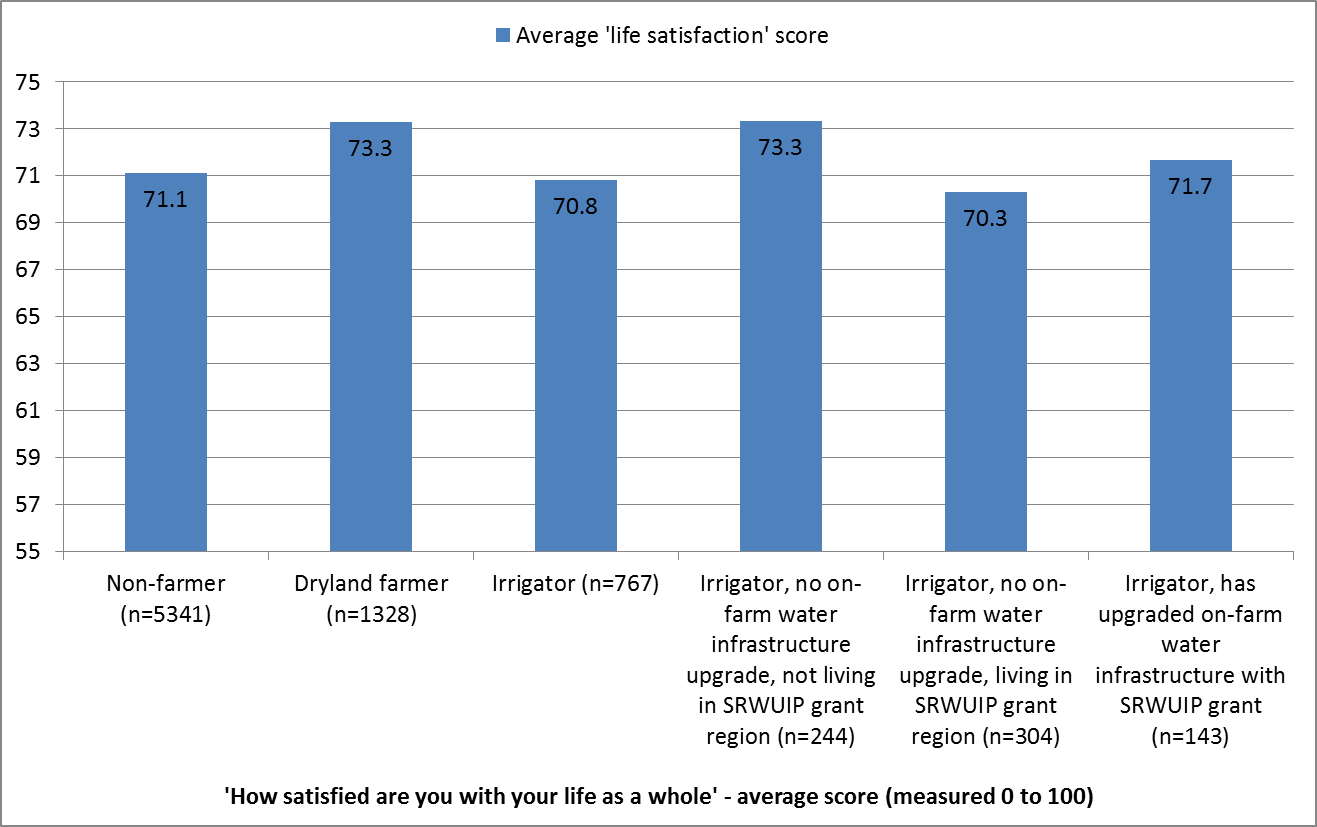 Average 'life satisfaction' score
75
73
71
69
67
65
63
61
59
57
55
71.1
73.3
70.8
73.3
70.3
71.7
Non-farmer
(n=5341)
Dryland farmer
(n=1328)
Irrigator (n=767)
Irrigator, no on-
farm water
infrastructure
upgrade, not living
in SRWUIP grant
region (n=244)
Irrigator, no on-
farm water
infrastructure
upgrade, living in
SRWUIP grant
region (n=304)
Irrigator, has
upgraded on-farm
water
infrastructure with
SRWUIP grant
(n=143)
'How satisfied are you with your life as a whole' - average score (measured 0 to 100)